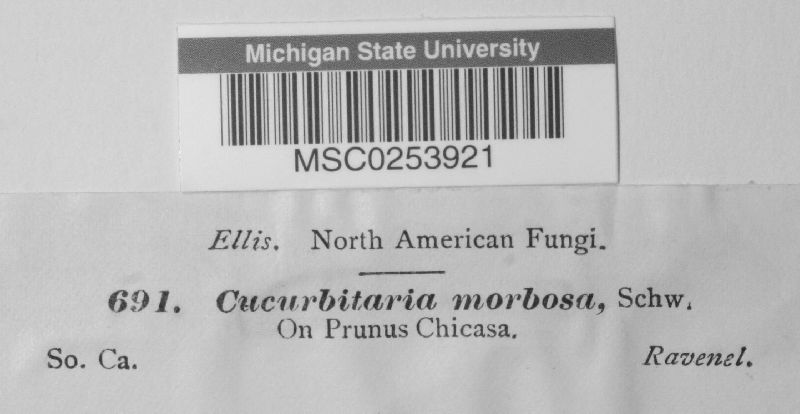 Michigan State University
MSC0253921
Ellis. North American Fungi.
691. Cucurbitaria morbosa, Schw.
On Prunus Chicasa.
So. Ca. Ravenel.